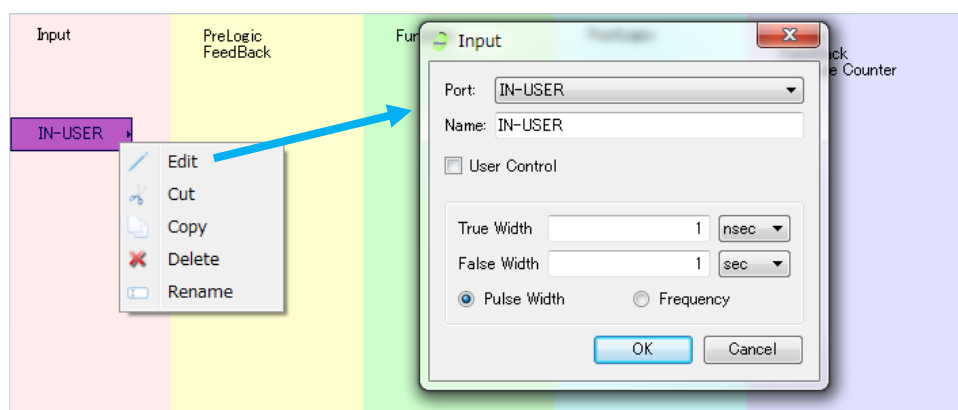 Input
PreLogic
FeedBack
Fun
ck
e Counter
IN-USER
Edit
Cut
Copy
Delete
Rename
Input
Port: IN-USER
Name: IN-USER
User Control
True Width 1 nsec
False Width 1 sec
Pulse Width Frequency
OK Cancel